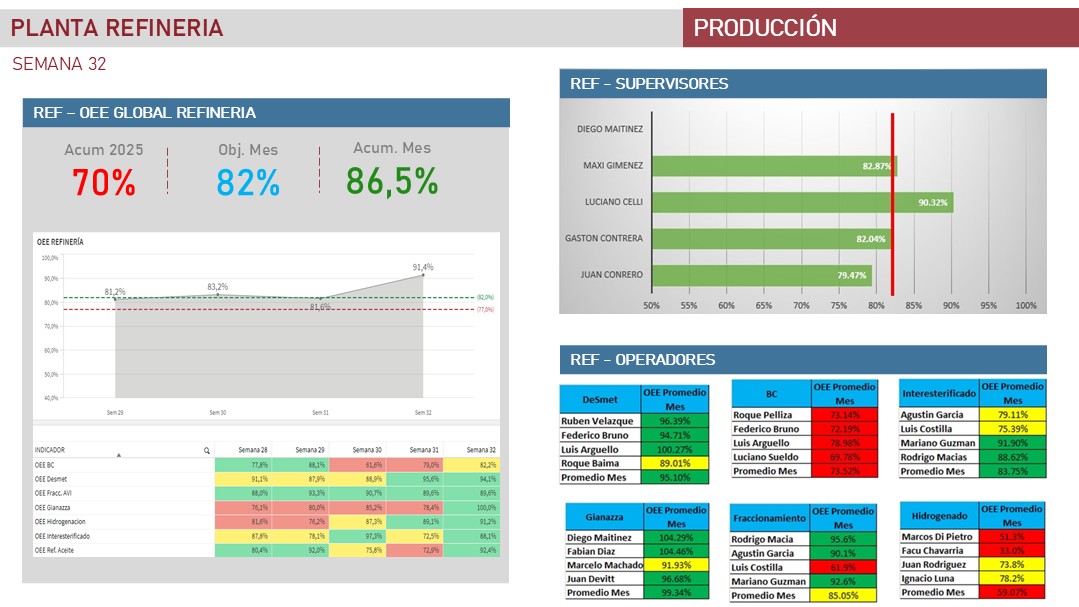 PLANTA REFINERIA
PRODUCCIÓN
SEMANA 32
REF – OEE GLOBAL REFINERIA
Acum 2025 Obj. Mes Acum. Mes
70% 82% 86,5%
OEE REFINERÍA
100,0%
90,0%
80,0%
70,0%
60,0%
50,0%
40,0%
81,2% 83,2% 81,6% 91,4%
(82,0%)
(77,0%)
Sem 29 Sem 30 Sem 31 Sem 32
INDICADOR Semana 28 Semana 29 Semana 30 Semana 31 Semana 32
OEE BC 77,8% 88,1% 61,6% 79,0% 82,2%
OEE Desmet 91,1% 87,9% 88,9% 95,6% 94,1%
OEE Fracc. AVI 88,0% 93,3% 90,7% 89,6% 89,6%
OEE Gianazza 76,1% 80,0% 85,2% 78,4% 100,0%
OEE Hidrogenacion 81,6% 76,2% 87,3% 89,1% 91,2%
OEE Interesterificado 87,8% 78,1% 97,3% 72,5% 88,1%
OEE Ref. Aceite 80,4% 92,0% 75,8% 72,9% 92,4%
REF – SUPERVISORES
DIEGO MAITINEZ
MAXI GIMENEZ 82.87%
LUCIANO CELLI 90.32%
GASTON CONTRERA 82.04%
JUAN CONRERO 79.47%
50% 55% 60% 65% 70% 75% 80% 85% 90% 95% 100%
REF – OPERADORES
DeSmet OEE Promedio Mes
Ruben Velazque 96.39%
Federico Bruno 94.71%
Luis Arguello 100.27%
Roque Baima 89.01%
Promedio Mes 95.10%
BC OEE Promedio Mes
Roque Pelliza 73.14%
Federico Bruno 72.19%
Luis Arguello 78.98%
Luciano Sueldo 69.78%
Promedio Mes 73.52%
Interesterificado OEE Promedio Mes
Agustin Garcia 79.11%
Luis Costilla 75.39%
Mariano Guzman 91.90%
Rodrigo Macias 88.62%
Promedio Mes 83.75%
Gianazza OEE Promedio Mes
Diego Maitinez 104.29%
Fabian Diaz 104.46%
Marcelo Machado 91.93%
Juan Devitt 96.68%
Promedio Mes 99.34%
Fraccionamiento OEE Promedio Mes
Rodrigo Macia 95.6%
Agustin Garcia 90.1%
Luis Costilla 61.9%
Mariano Guzman 92.6%
Promedio Mes 85.05%
Hidrogenado OEE Promedio Mes
Marcos Di Pietro 51.3%
Facu Chavarria 33.0%
Juan Rodriguez 73.8%
Ignacio Luna 78.2%
Promedio Mes 59.07%